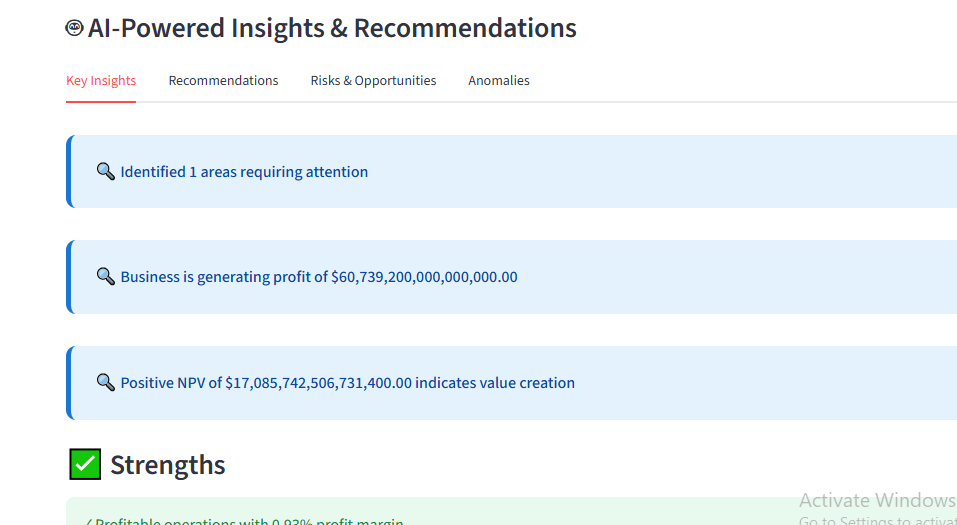 AI-Powered Insights & Recommendations
Key Insights Recommendations Risks & Opportunities Anomalies
Identified 1 areas requiring attention
Business is generating profit of $60,739,200,000,000,000.00
Positive NPV of $17,085,742,506,731,400.00 indicates value creation
Strengths
✓ Profitable operations with 0.93% profit margin
Activate Windows
Go to Settings to activat